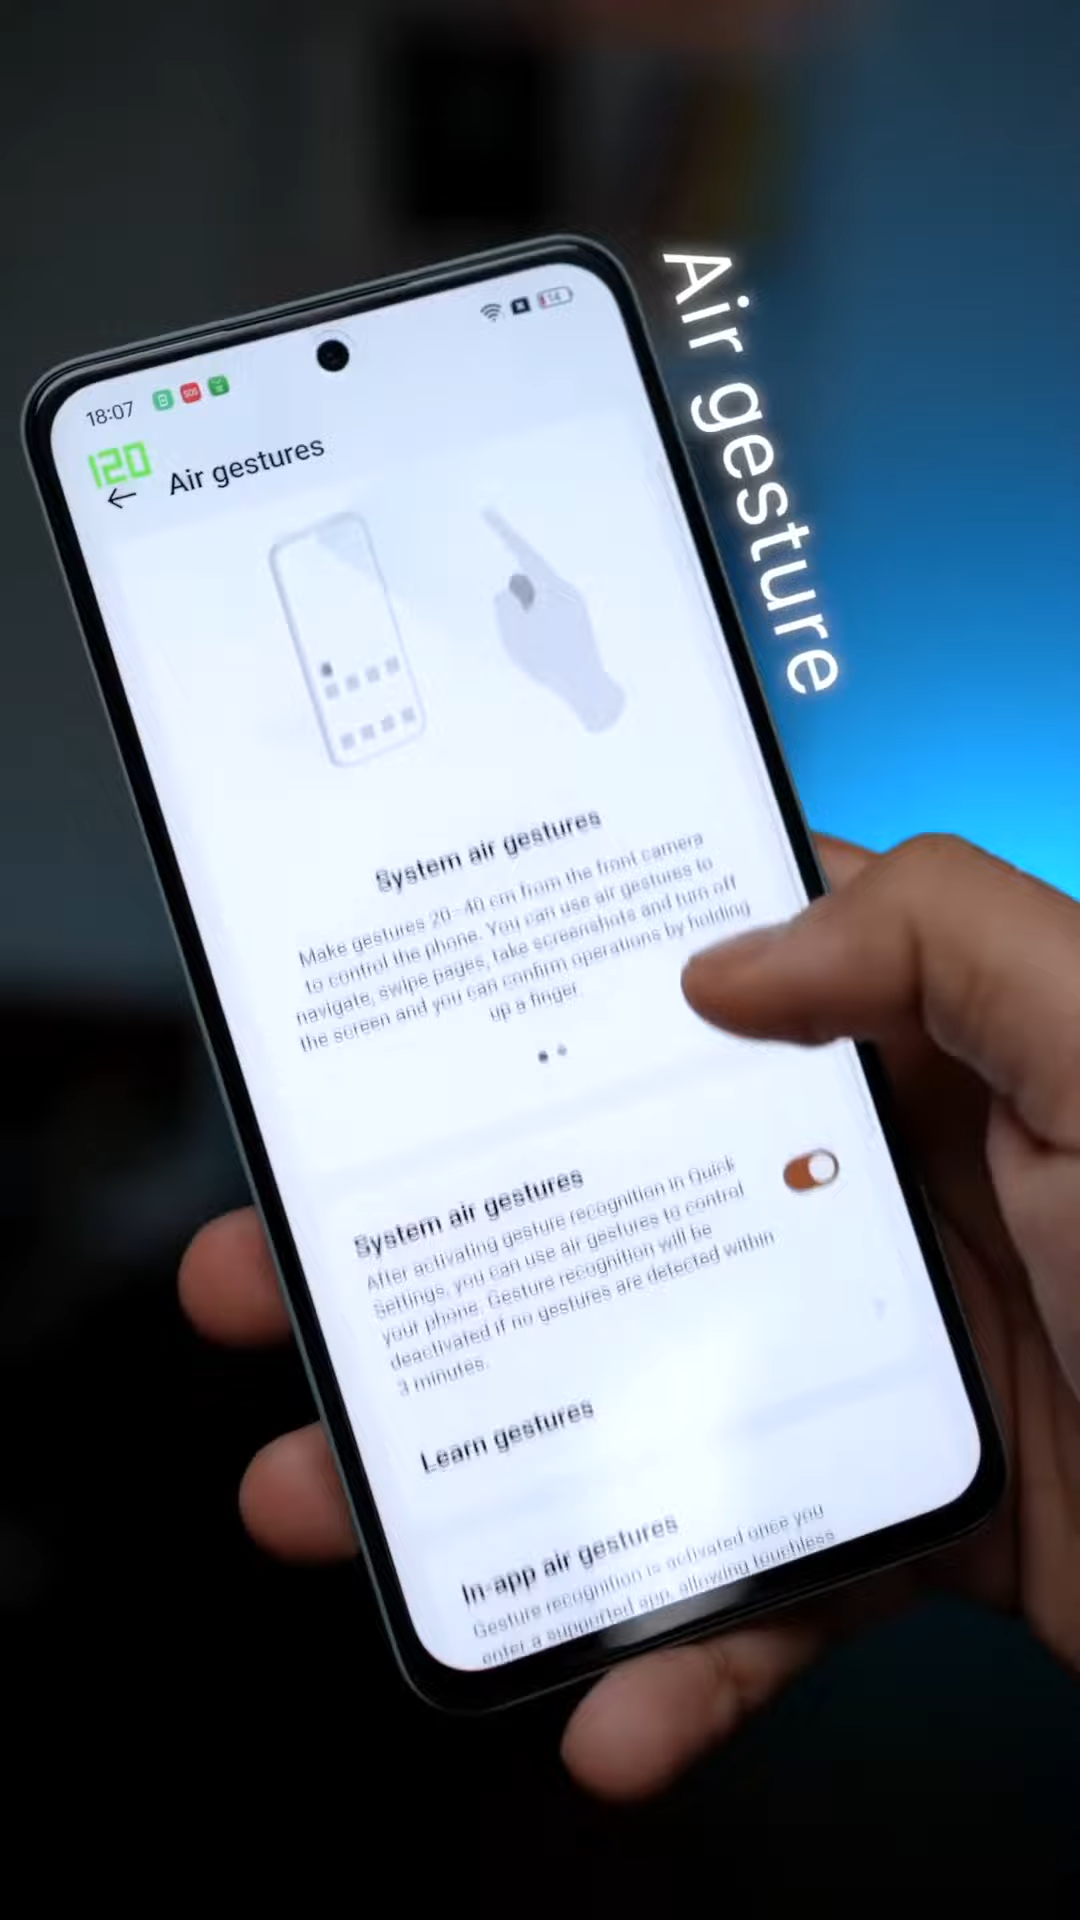 18:07
SOS
14
120
Air gestures
Air gesture
System air gestures
Make gestures 20–40 cm from the front camera
to control the phone. You can use air gestures to
navigate, swipe pages, take screenshots and turn off
the screen and you can confirm operations by holding
up a finger.
System air gestures
After activating gesture recognition in Quick
Settings, you can use air gestures to control
your phone. Gesture recognition will be
deactivated if no gestures are detected within
3 minutes.
Learn gestures
In-app air gestures
Gesture recognition is activated once you
enter a supported app, allowing touchless